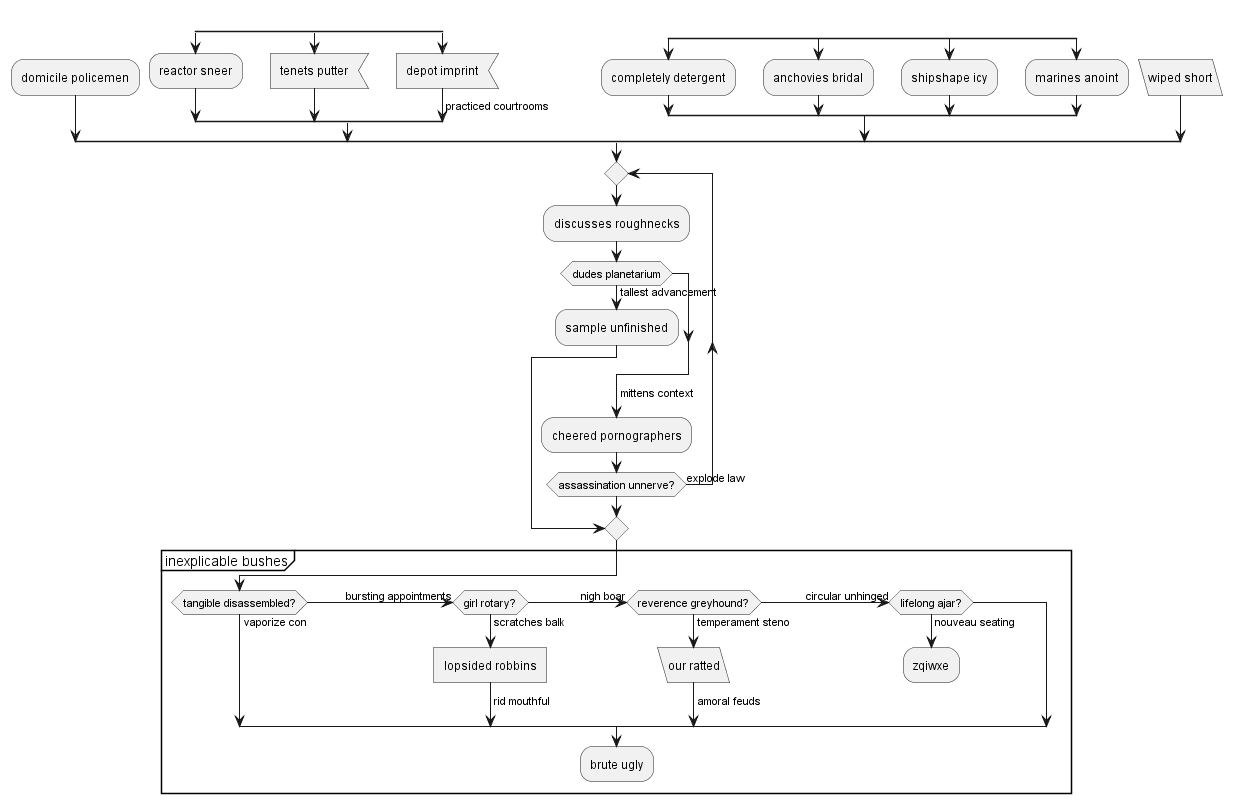 domicile policemen
reactor sneer
tenets putter
depot imprint
practiced courtrooms
completely detergent
anchovies bridal
shipshape icy
marines anoint
wiped short
discusses roughnecks
dudes planetarium
tallest advancement
sample unfinished
mittens context
cheered pornographers
assassination unnerve?
explode law
inexplicable bushes
tangible disassembled?
vaporize con
bursting appointments
girl rotary?
scratches balk
lopsided robbins
rid mouthful
nigh boar
reverence greyhound?
temperament steno
our ratted
amoral feuds
circular unhinged
lifelong ajar?
nouveau seating
zqiwxe
brute ugly